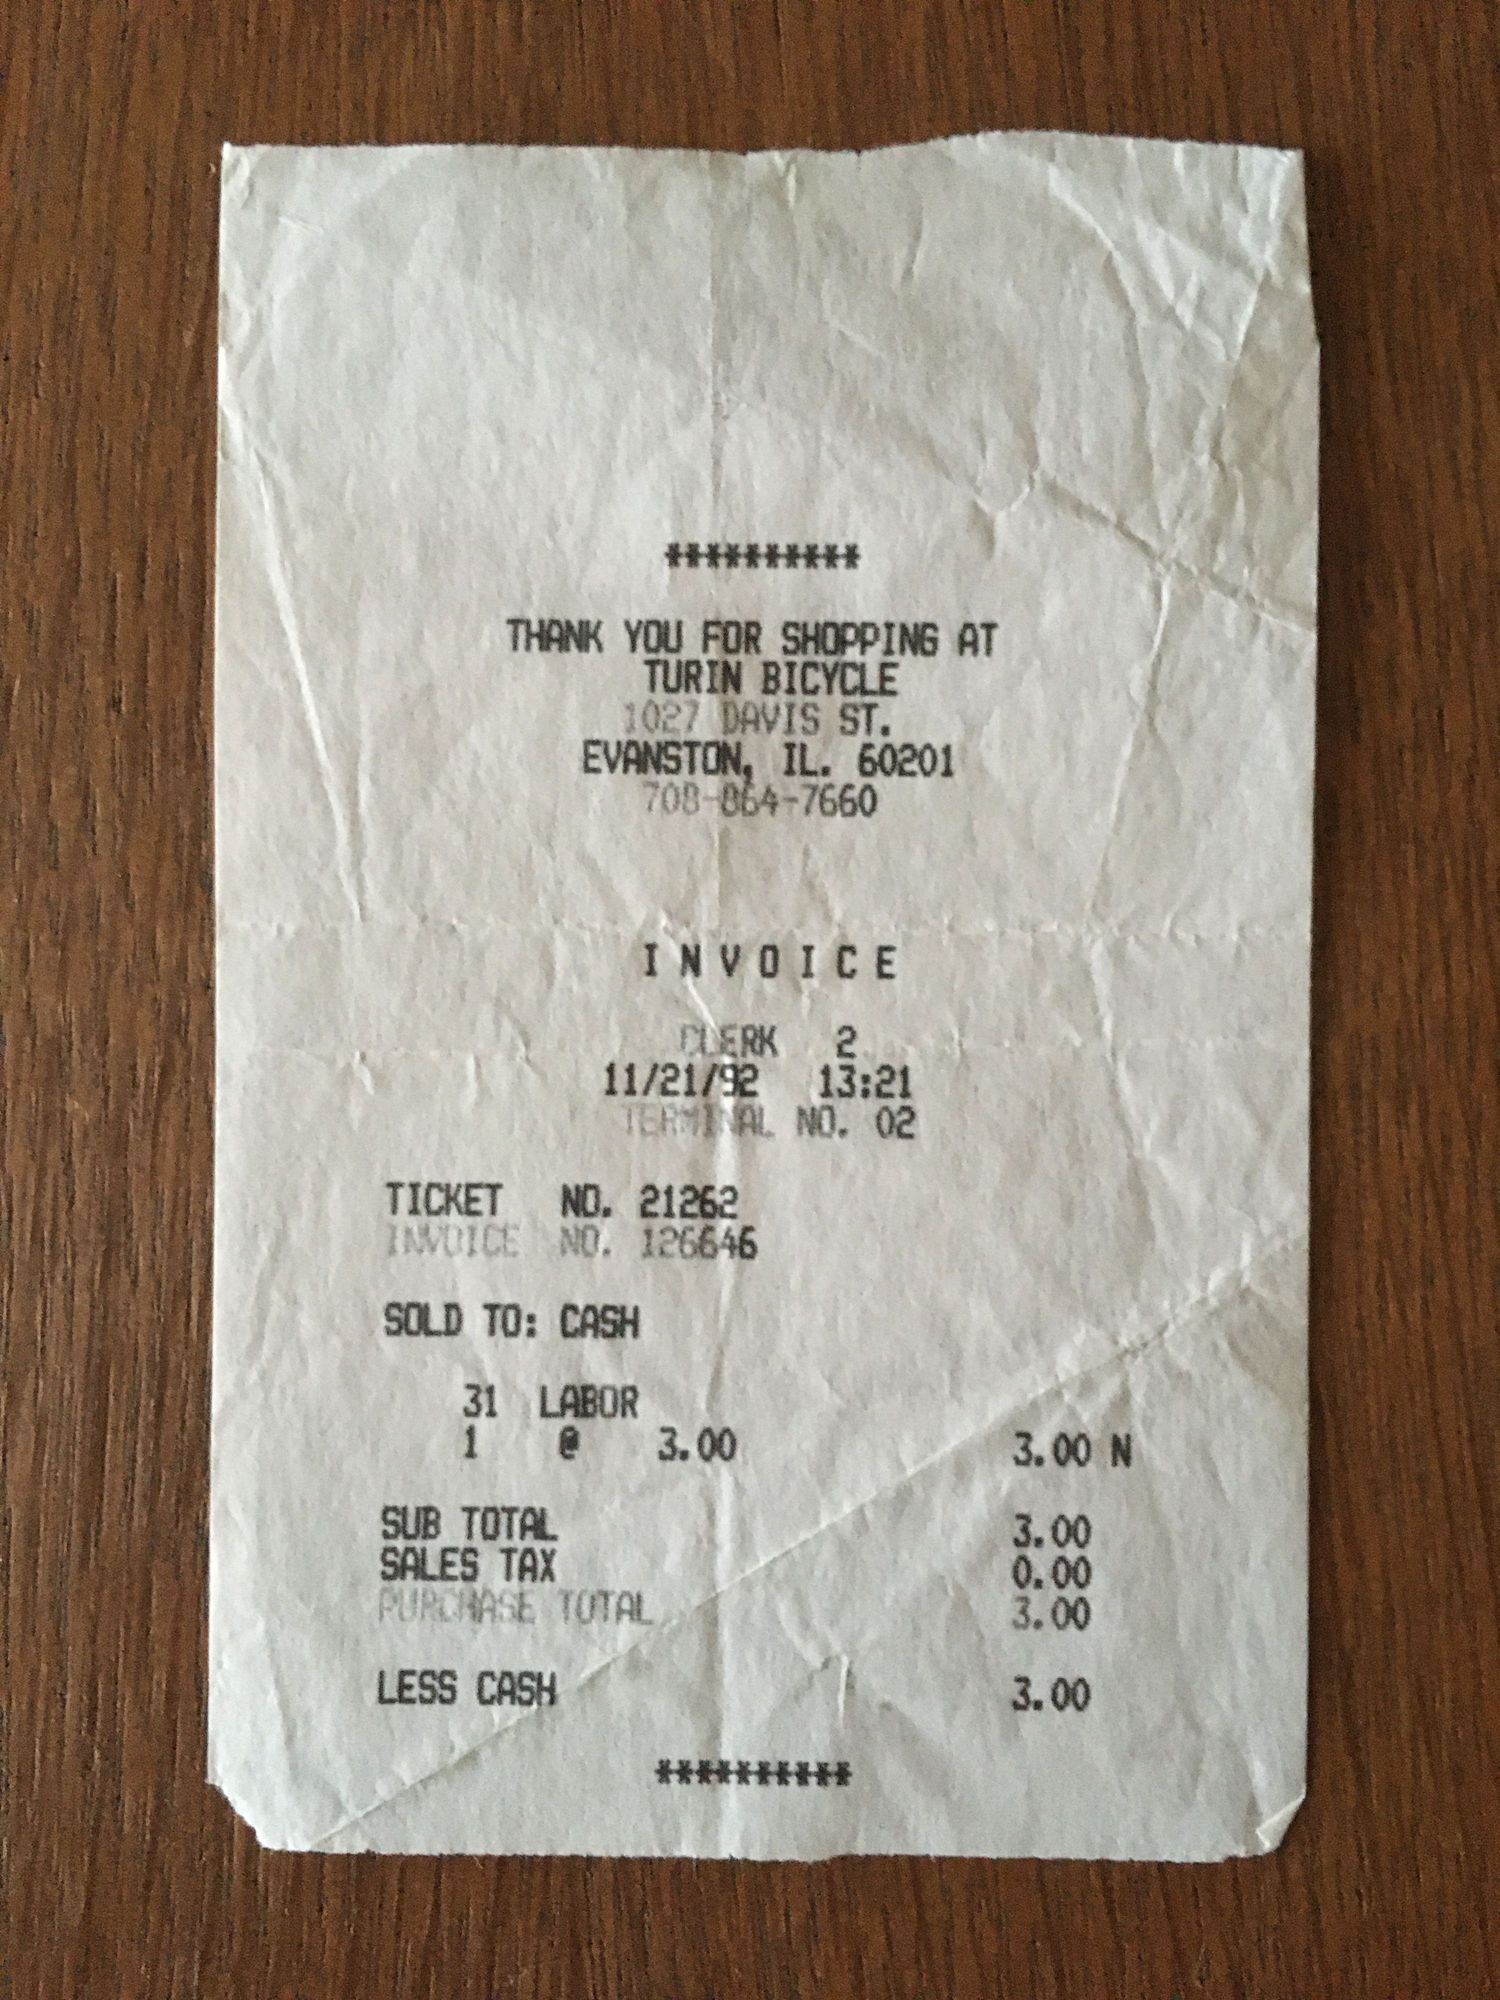 **********
THANK YOU FOR SHOPPING AT
TURIN BICYCLE
1027 DAVIS ST.
EVANSTON, IL. 60201
708-864-7660
INVOICE
CLERK 2
11/21/92 13:21
TERMINAL NO. 02
TICKET NO. 21262
INVOICE NO. 126646
SOLD TO: CASH
31 LABOR
1 @ 3.00 3.00 N
SUB TOTAL 3.00
SALES TAX 0.00
PURCHASE TOTAL 3.00
LESS CASH 3.00
**********